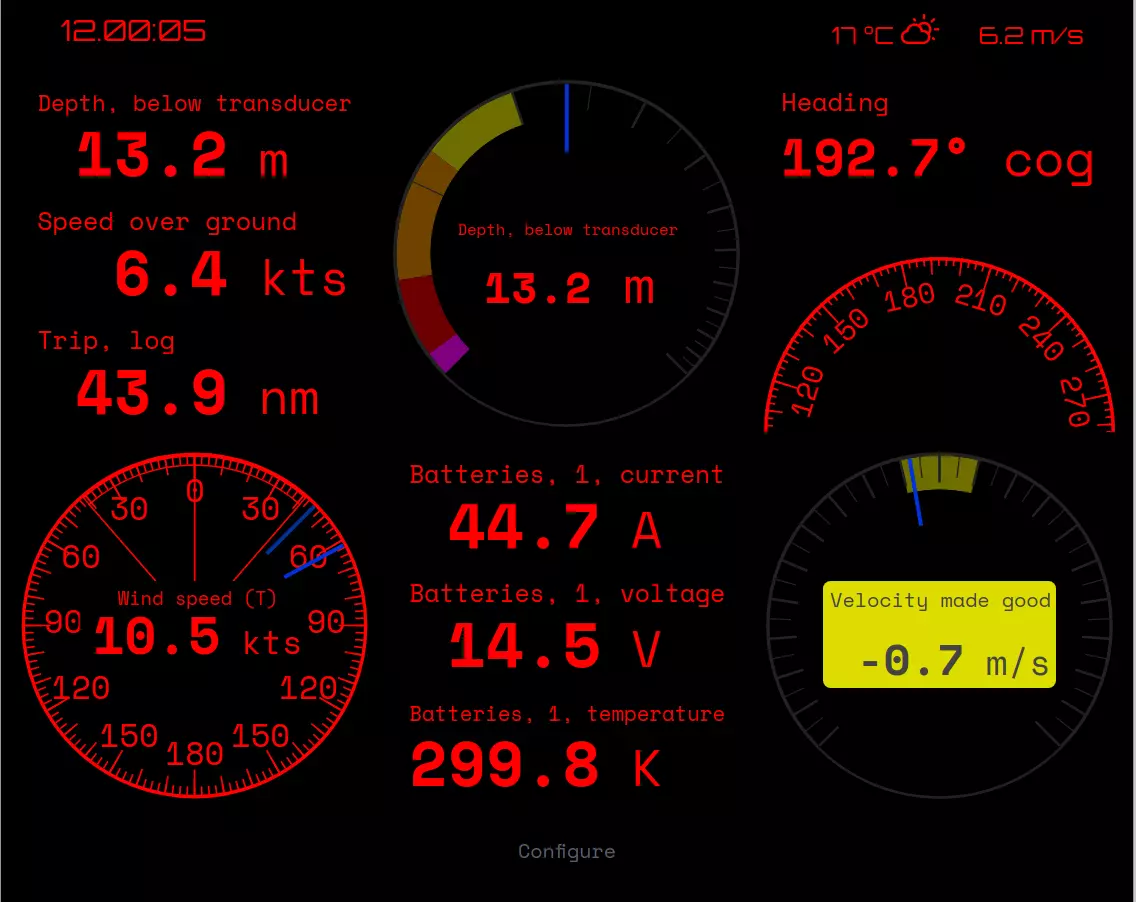 12.00:05
17 °C
6.2 m/s
Depth, below transducer
13.2 m
Speed over ground
6.4 kts
Trip, log
43.9 nm
Depth, below transducer
13.2 m
Heading
192.7° cog
120 150 180 210 240 270
0
30 30
60 60
Wind speed (T)
90 10.5 kts 90
120 120
150 150
180
Batteries, 1, current
44.7 A
Batteries, 1, voltage
14.5 V
Batteries, 1, temperature
299.8 K
Velocity made good
-0.7 m/s
Configure